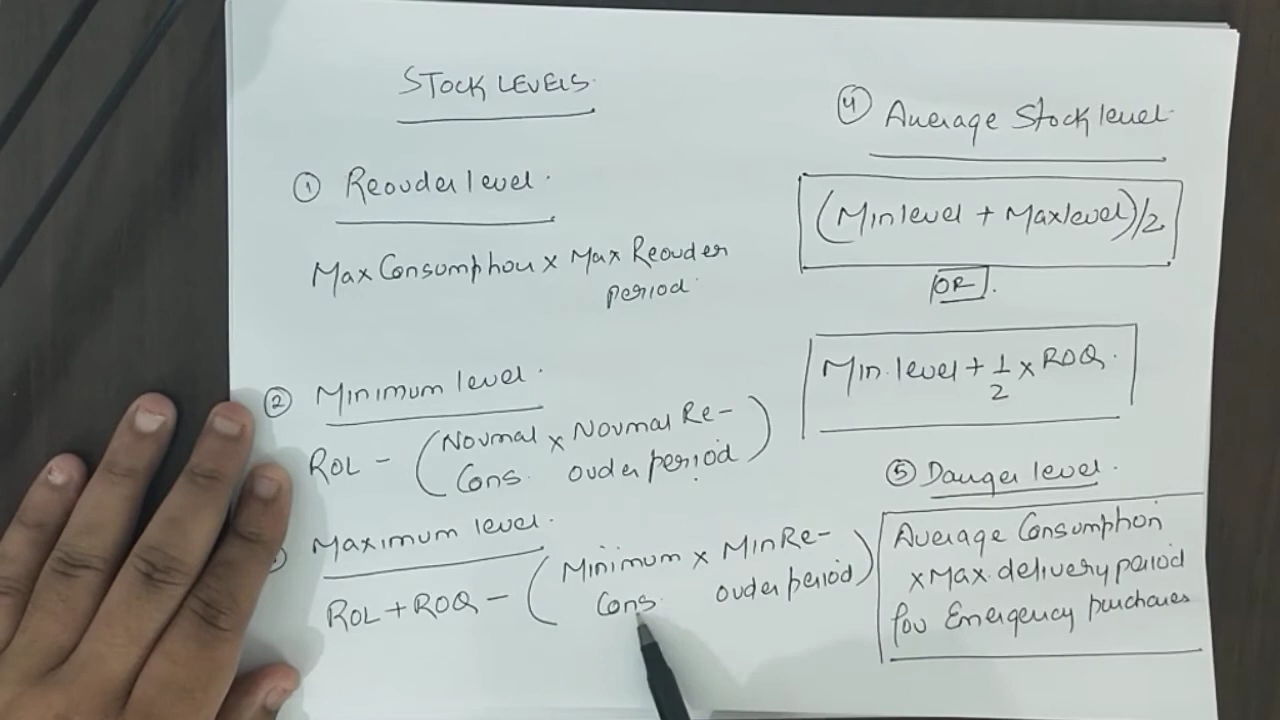 STOCK LEVELS
① Reorder level.
Max Consumption x Max Reorder
period
② Minimum level.
ROL - (Normal x Normal Re-
Cons. order period)
Maximum level.
ROL + ROQ - (Minimum x Min Re-
Cons. order period)
④ Average Stock level
(Min level + Max level)/2
OR.
Min. level + 1/2 x ROQ.
⑤ Danger level.
Average Consumption
x Max. delivery period
for Emergency purchases